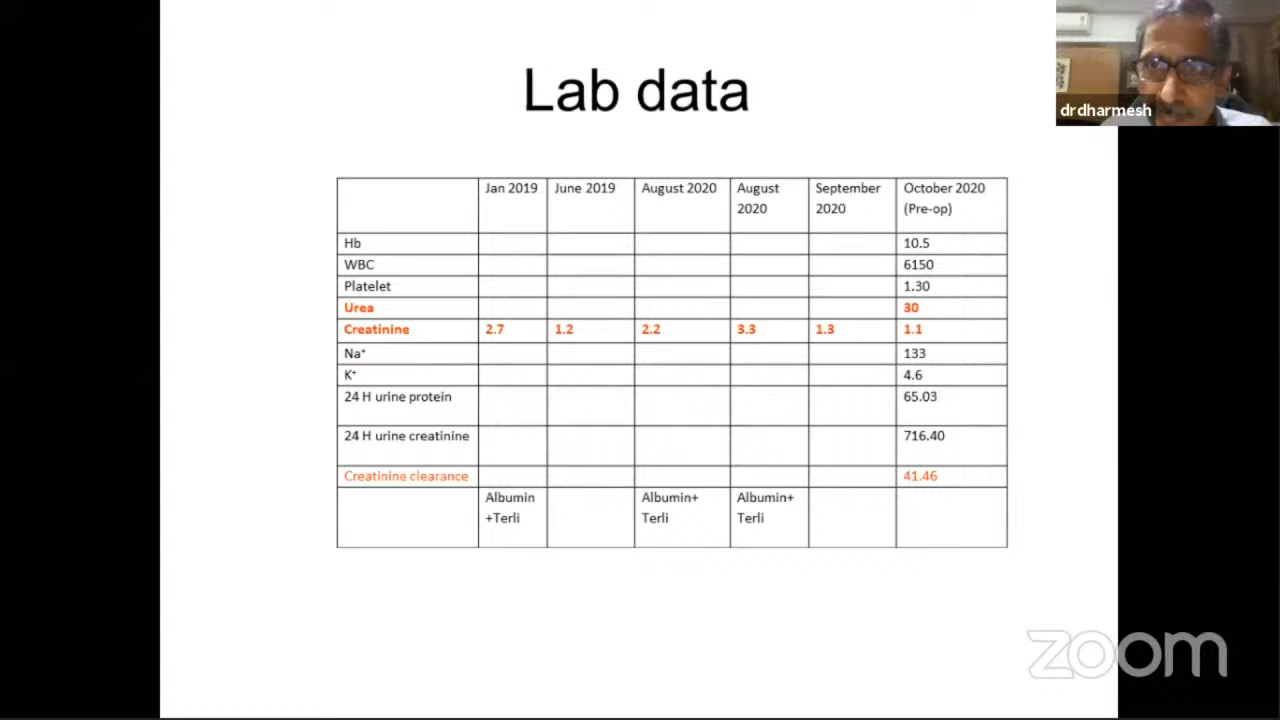 Lab data
drdharmesh
Jan 2019 June 2019 August 2020 August 2020 September 2020 October 2020 (Pre-op)
Hb 10.5
WBC 6150
Platelet 1.30
Urea 30
Creatinine 2.7 1.2 2.2 3.3 1.3 1.1
Na⁺ 133
K⁺ 4.6
24 H urine protein 65.03
24 H urine creatinine 716.40
Creatinine clearance 41.46
Albumin +Terli Albumin+ Terli Albumin+ Terli
zoom